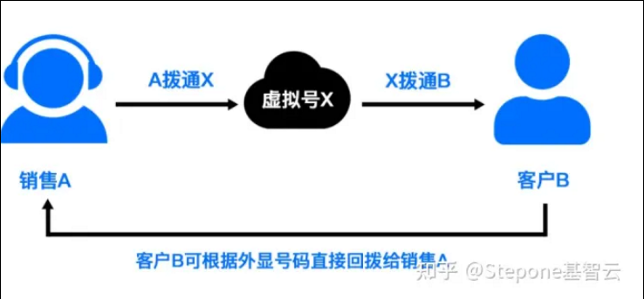 A拨通X
虚拟号X
X拨通B
销售A
客户B
客户B可根据外显号码直接回拨给销售A
知乎 @Stepone基智云